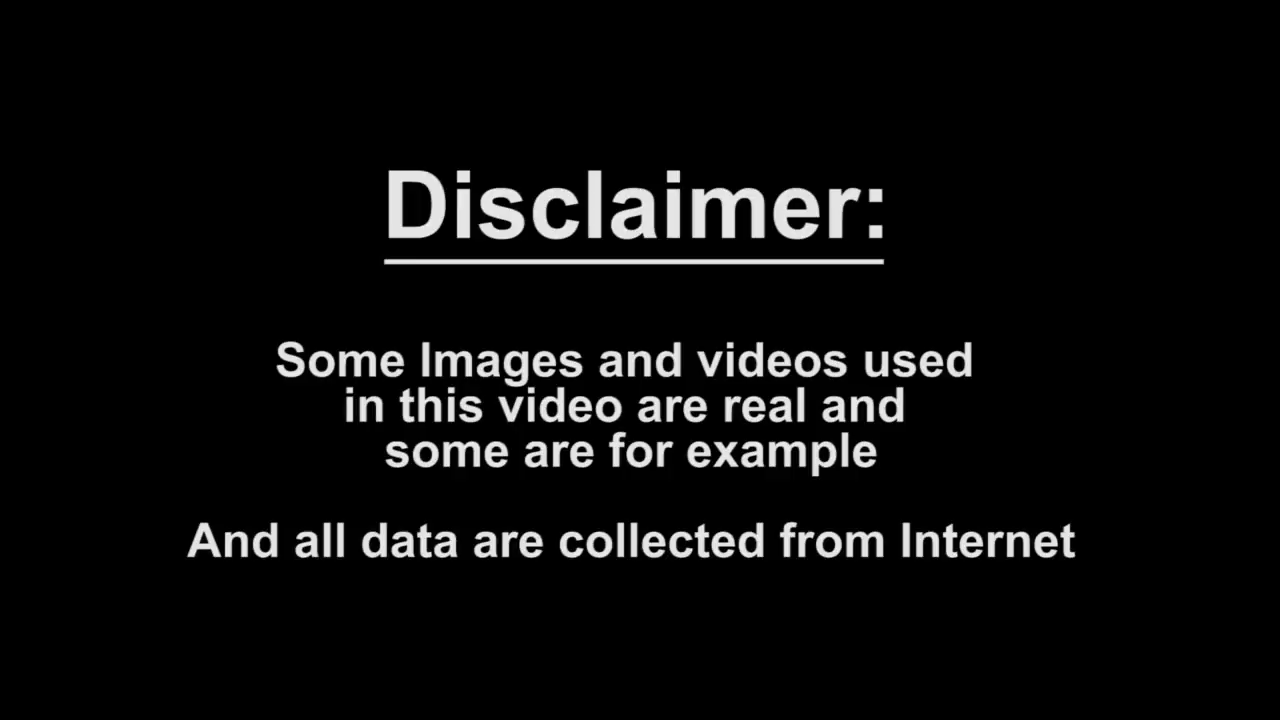 Disclaimer:
Some Images and videos used
in this video are real and
some are for example
And all data are collected from Internet